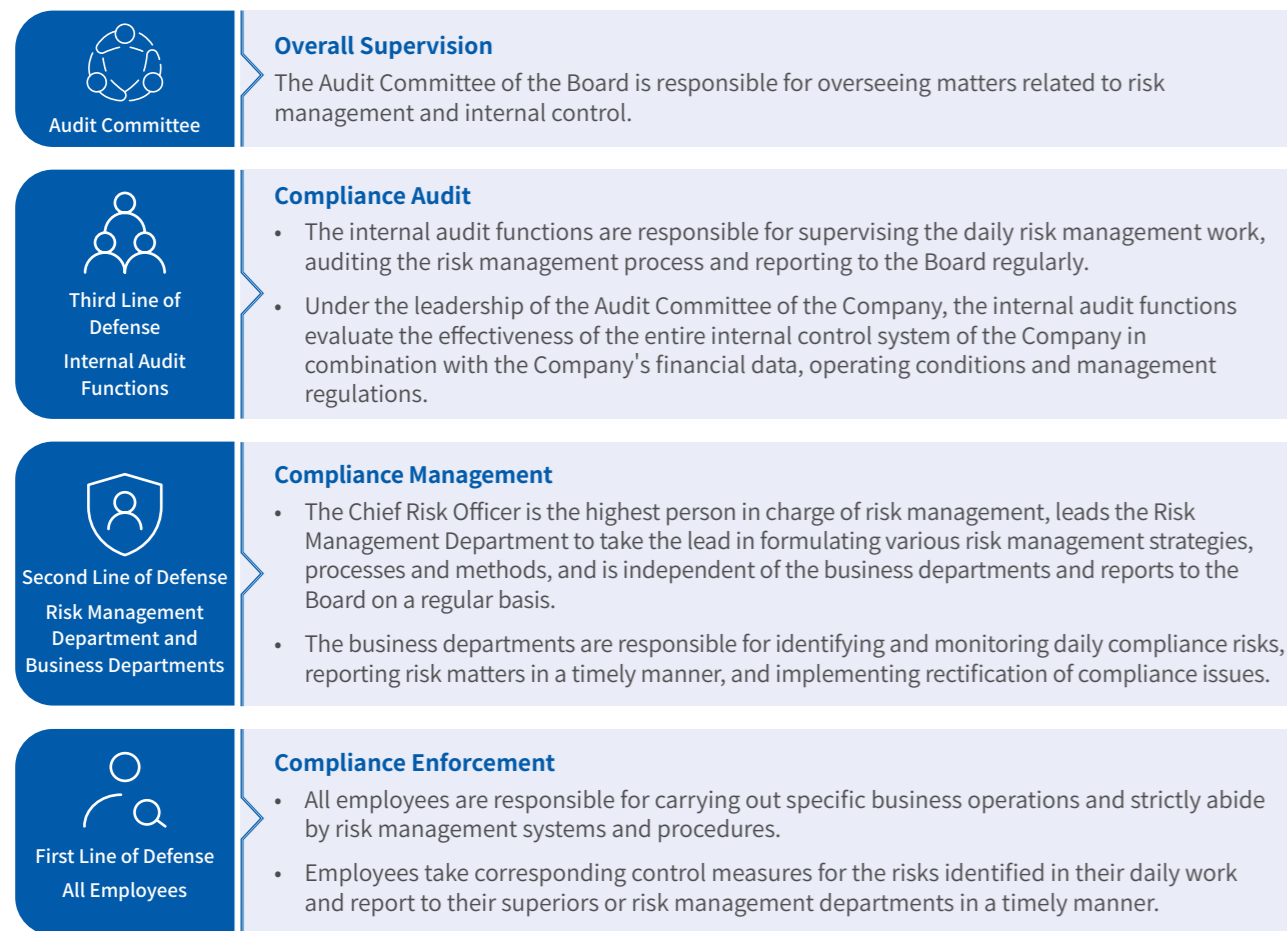 Audit Committee
Overall Supervision
The Audit Committee of the Board is responsible for overseeing matters related to risk
management and internal control.
Third Line of
Defense
Internal Audit
Functions
Compliance Audit
• The internal audit functions are responsible for supervising the daily risk management work,
auditing the risk management process and reporting to the Board regularly.
• Under the leadership of the Audit Committee of the Company, the internal audit functions
evaluate the effectiveness of the entire internal control system of the Company in
combination with the Company's financial data, operating conditions and management
regulations.
Second Line of Defense
Risk Management
Department and
Business Departments
Compliance Management
• The Chief Risk Officer is the highest person in charge of risk management, leads the Risk
Management Department to take the lead in formulating various risk management strategies,
processes and methods, and is independent of the business departments and reports to the
Board on a regular basis.
• The business departments are responsible for identifying and monitoring daily compliance risks,
reporting risk matters in a timely manner, and implementing rectification of compliance issues.
First Line of Defense
All Employees
Compliance Enforcement
• All employees are responsible for carrying out specific business operations and strictly abide
by risk management systems and procedures.
• Employees take corresponding control measures for the risks identified in their daily work
and report to their superiors or risk management departments in a timely manner.